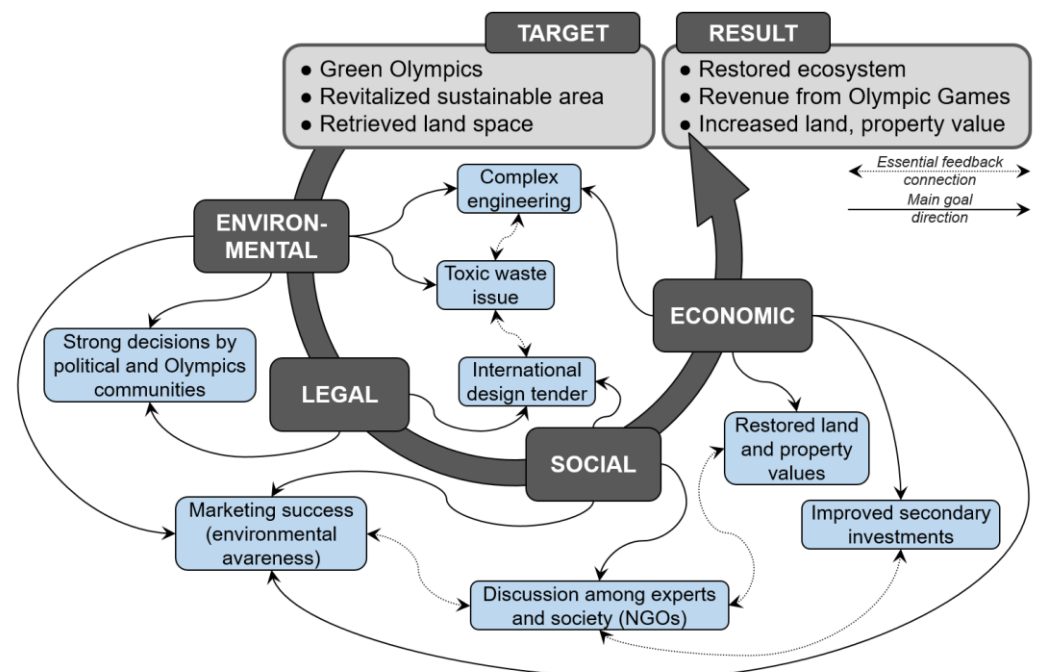 TARGET
● Green Olympics
● Revitalized sustainable area
● Retrieved land space
RESULT
● Restored ecosystem
● Revenue from Olympic Games
● Increased land, property value
Essential feedback
connection
Main goal
direction
Complex
engineering
ENVIRON-
MENTAL
Toxic waste
issue
ECONOMIC
Strong decisions by
political and Olympics
communities
LEGAL
International
design tender
Restored land
and property
values
SOCIAL
Marketing success
(environmental
avareness)
Improved secondary
investments
Discussion among experts
and society (NGOs)